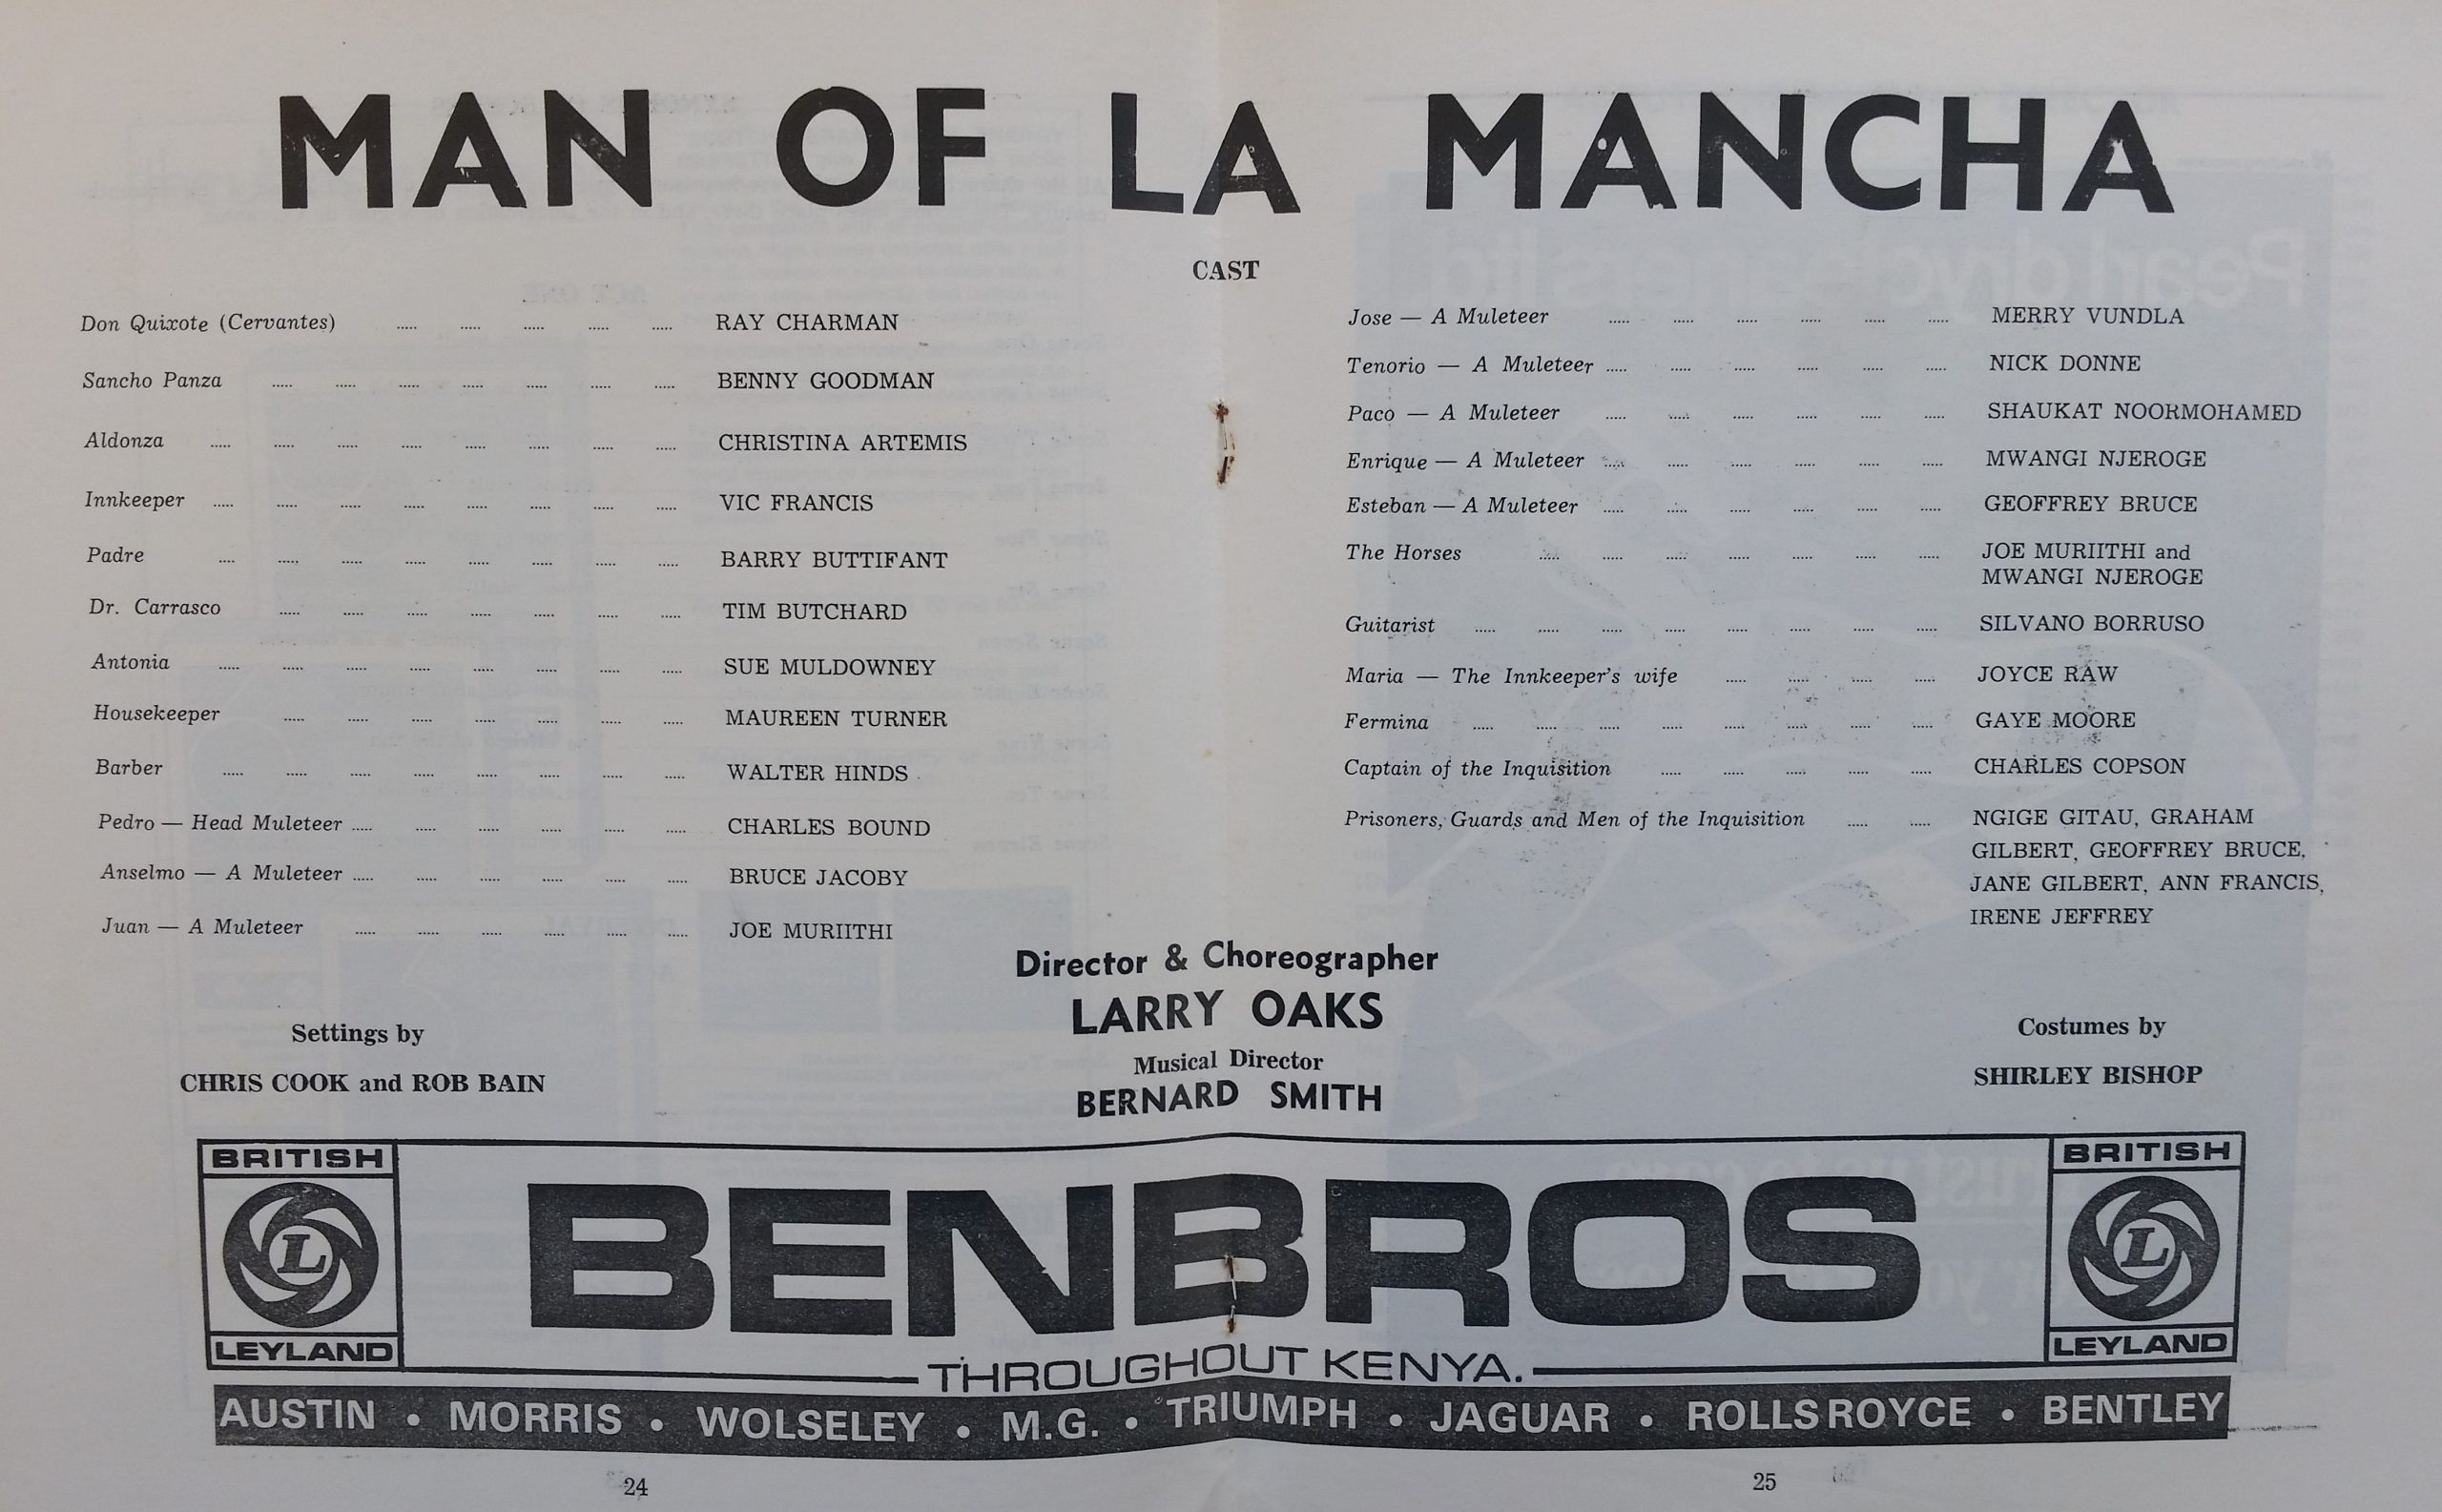 MAN OF LA MANCHA
CAST
Don Quixote (Cervantes) ..... ..... ..... ..... ..... RAY CHARMAN
Sancho Panza ..... ..... ..... ..... ..... ..... ..... BENNY GOODMAN
Aldonza ..... ..... ..... ..... ..... ..... ..... ..... CHRISTINA ARTEMIS
Innkeeper ..... ..... ..... ..... ..... ..... ..... ..... VIC FRANCIS
Padre ..... ..... ..... ..... ..... ..... ..... ..... BARRY BUTTIFANT
Dr. Carrasco ..... ..... ..... ..... ..... ..... ..... TIM BUTCHARD
Antonia ..... ..... ..... ..... ..... ..... ..... ..... SUE MULDOWNEY
Housekeeper ..... ..... ..... ..... ..... ..... ..... MAUREEN TURNER
Barber ..... ..... ..... ..... ..... ..... ..... ..... WALTER HINDS
Pedro — Head Muleteer ..... ..... ..... ..... ..... ..... CHARLES BOUND
Anselmo — A Muleteer ..... ..... ..... ..... ..... ..... BRUCE JACOBY
Juan — A Muleteer ..... ..... ..... ..... ..... ..... JOE MURIITHI
Jose — A Muleteer ..... ..... ..... ..... ..... ..... MERRY VUNDLA
Tenorio — A Muleteer ..... ..... ..... ..... ..... ..... NICK DONNE
Paco — A Muleteer ..... ..... ..... ..... ..... ..... SHAUKAT NOORMOHAMED
Enrique — A Muleteer ..... ..... ..... ..... ..... ..... MWANGI NJEROGE
Esteban — A Muleteer ..... ..... ..... ..... ..... ..... GEOFFREY BRUCE
The Horses ..... ..... ..... ..... ..... ..... ..... JOE MURIITHI and
MWANGI NJEROGE
Guitarist ..... ..... ..... ..... ..... ..... ..... ..... SILVANO BORRUSO
Maria — The Innkeeper's wife ..... ..... ..... ..... JOYCE RAW
Fermina ..... ..... ..... ..... ..... ..... ..... ..... GAYE MOORE
Captain of the Inquisition ..... ..... ..... ..... ..... CHARLES COPSON
Prisoners, Guards and Men of the Inquisition ..... ..... NGIGE GITAU, GRAHAM
GILBERT, GEOFFREY BRUCE,
JANE GILBERT, ANN FRANCIS,
IRENE JEFFREY
Director & Choreographer
LARRY OAKS
Musical Director
BERNARD SMITH
Settings by
CHRIS COOK and ROB BAIN
Costumes by
SHIRLEY BISHOP
BRITISH
L
LEYLAND
BENBROS
THROUGHOUT KENYA.
BRITISH
L
LEYLAND
AUSTIN • MORRIS • WOLSELEY • M.G. • TRIUMPH • JAGUAR • ROLLS ROYCE • BENTLEY
24
25